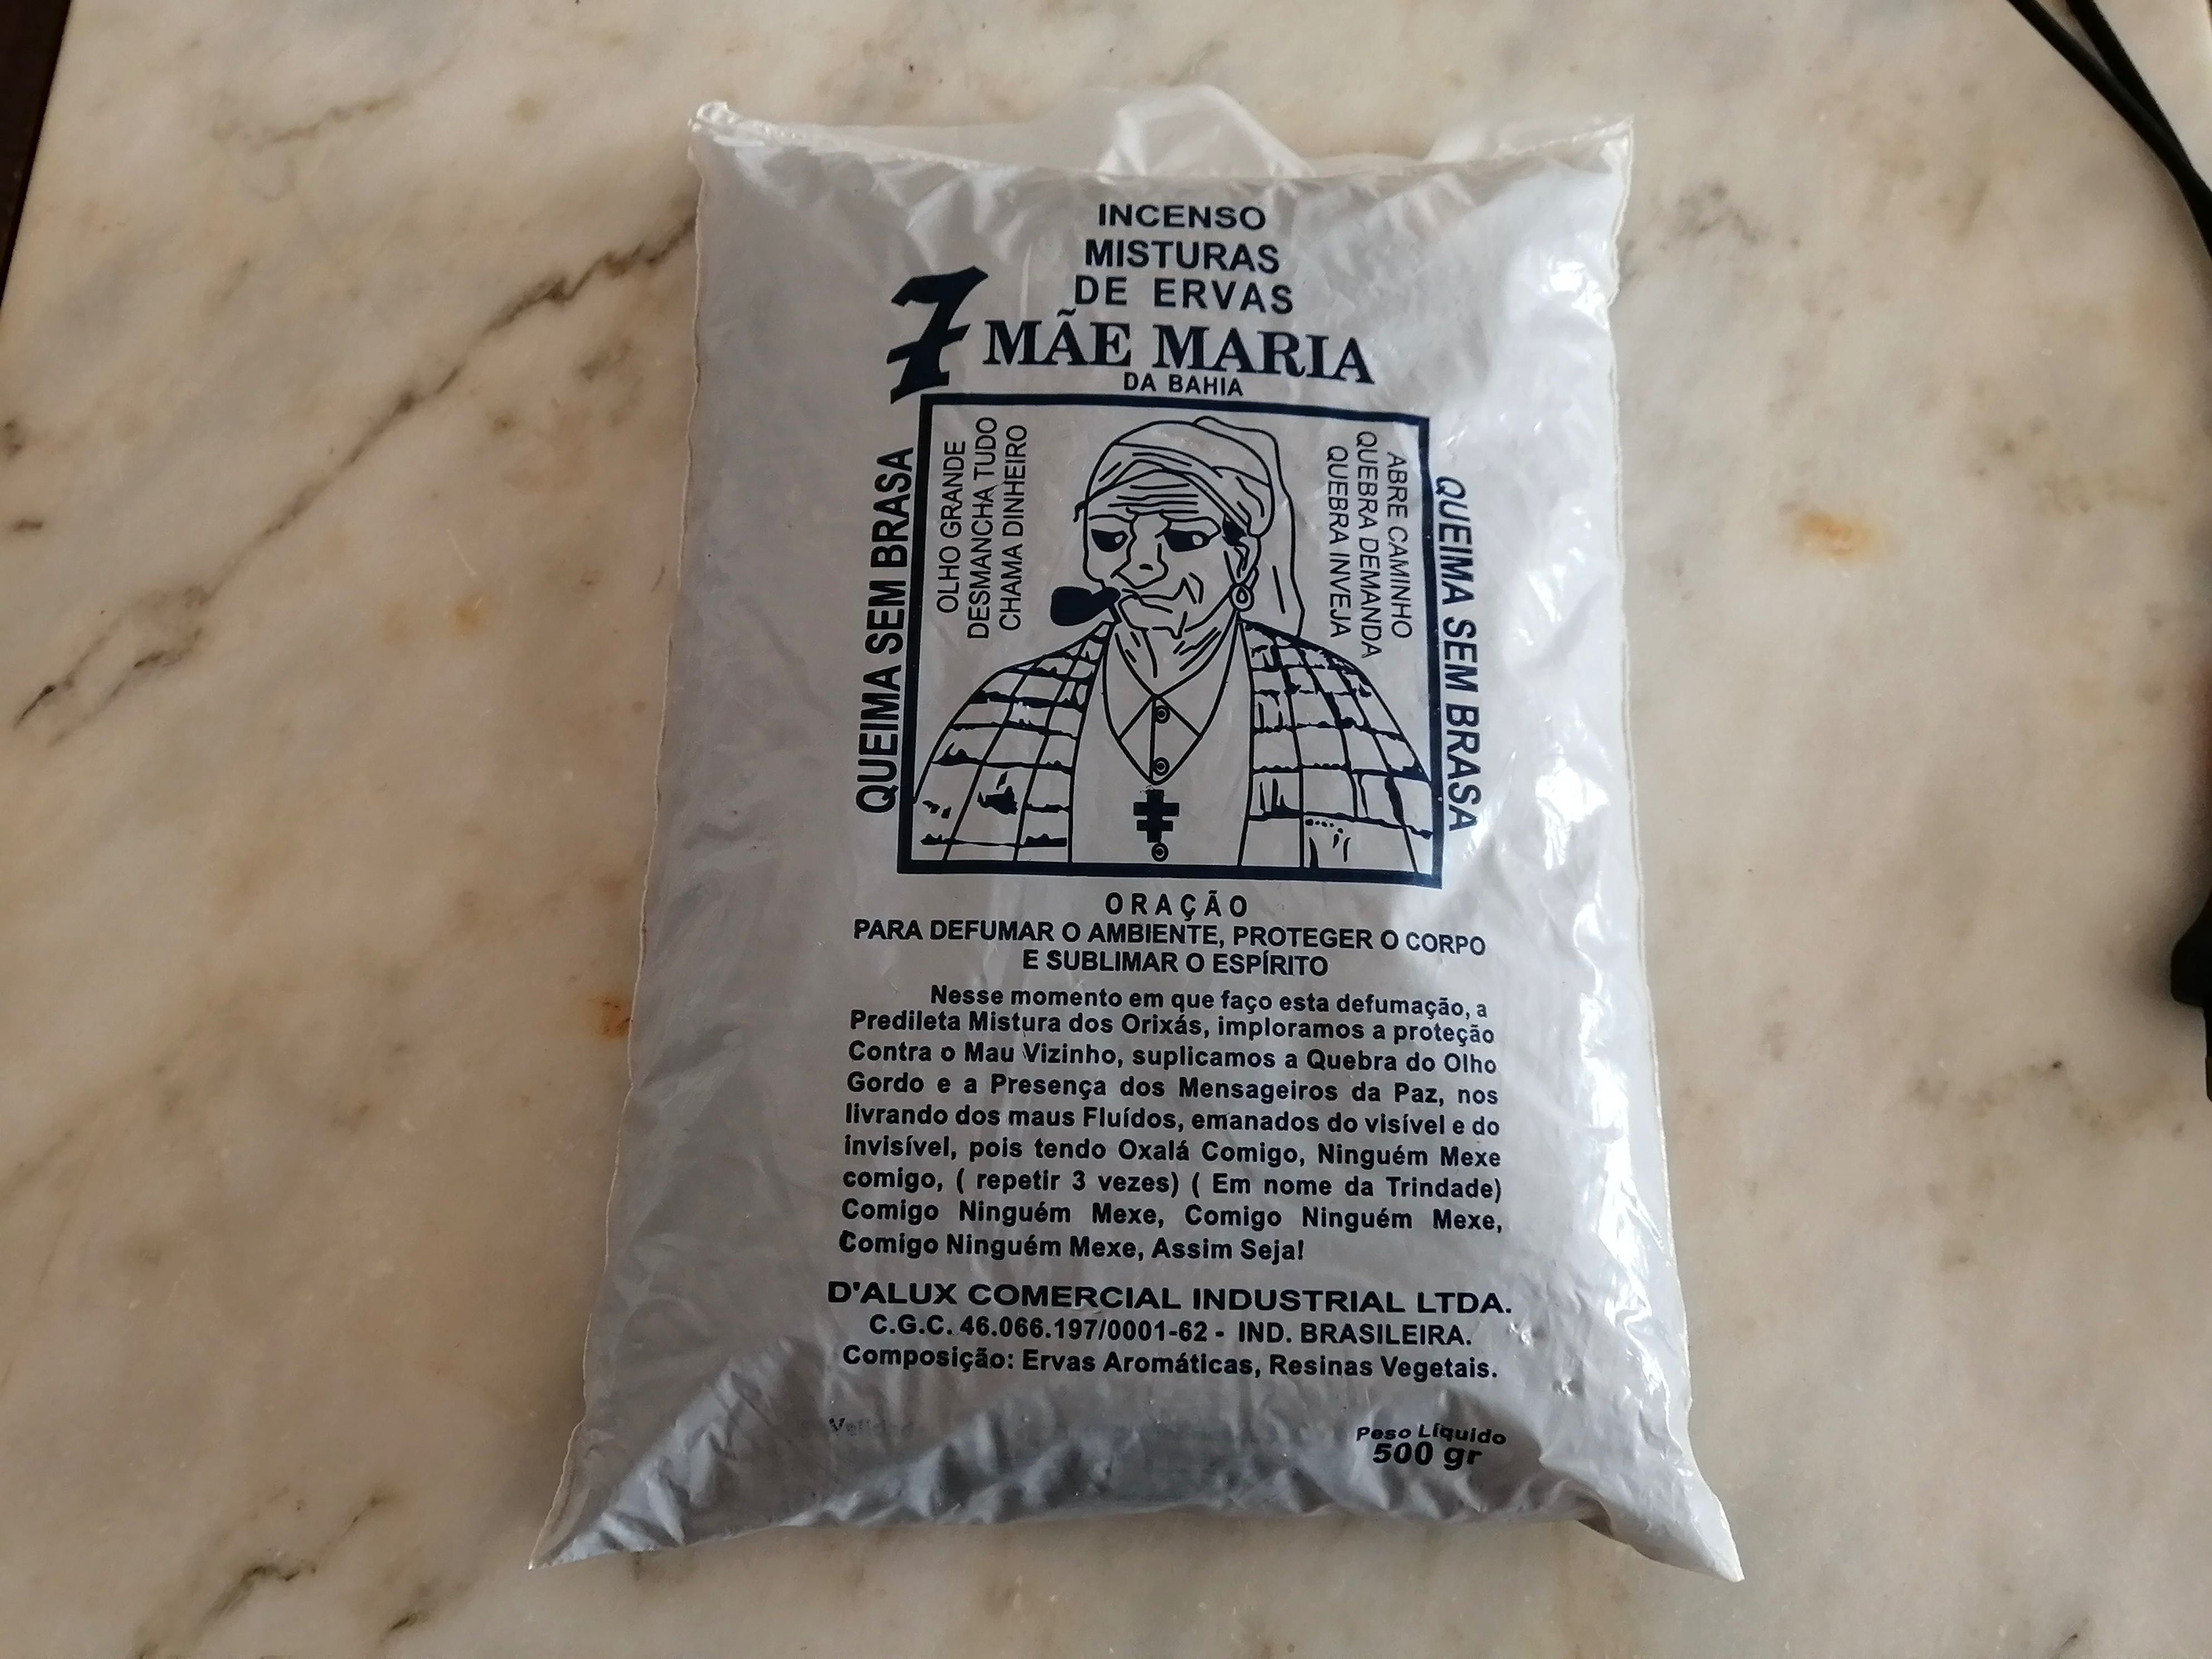 INCENSO
MISTURAS
DE ERVAS
7 MÃE MARIA
DA BAHIA
QUEIMA SEM BRASA
OLHO GRANDE
DESMANCHA TUDO
CHAMA DINHEIRO
ABRE CAMINHO
QUEBRA DEMANDA
QUEBRA INVEJA
QUEIMA SEM BRASA
ORAÇÃO
PARA DEFUMAR O AMBIENTE, PROTEGER O CORPO
E SUBLIMAR O ESPÍRITO
Nesse momento em que faço esta defumação, a
Predileta Mistura dos Orixás, imploramos a proteção
Contra o Mau Vizinho, suplicamos a Quebra do Olho
Gordo e a Presença dos Mensageiros da Paz, nos
livrando dos maus Fluídos, emanados do visível e do
invisível, pois tendo Oxalá Comigo, Ninguém Mexe
comigo, ( repetir 3 vezes) ( Em nome da Trindade)
Comigo Ninguém Mexe, Comigo Ninguém Mexe,
Comigo Ninguém Mexe, Assim Seja!
D'ALUX COMERCIAL INDUSTRIAL LTDA.
C.G.C. 46.066.197/0001-62 - IND. BRASILEIRA.
Composição: Ervas Aromáticas, Resinas Vegetais.
Peso Líquido
500 gr